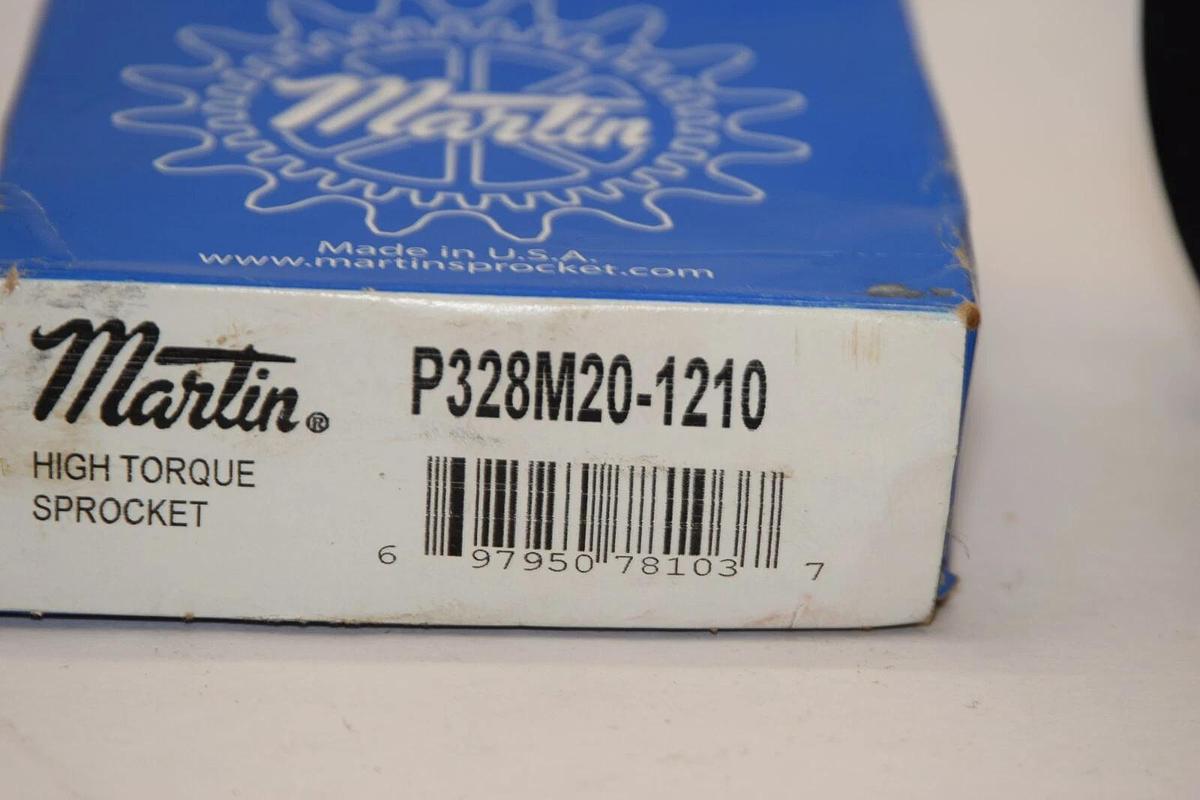 Martin
Made in U.S.A.
www.martinsprocket.com
Martin®
P328M20-1210
HIGH TORQUE
SPROCKET
6 97950 78103 7